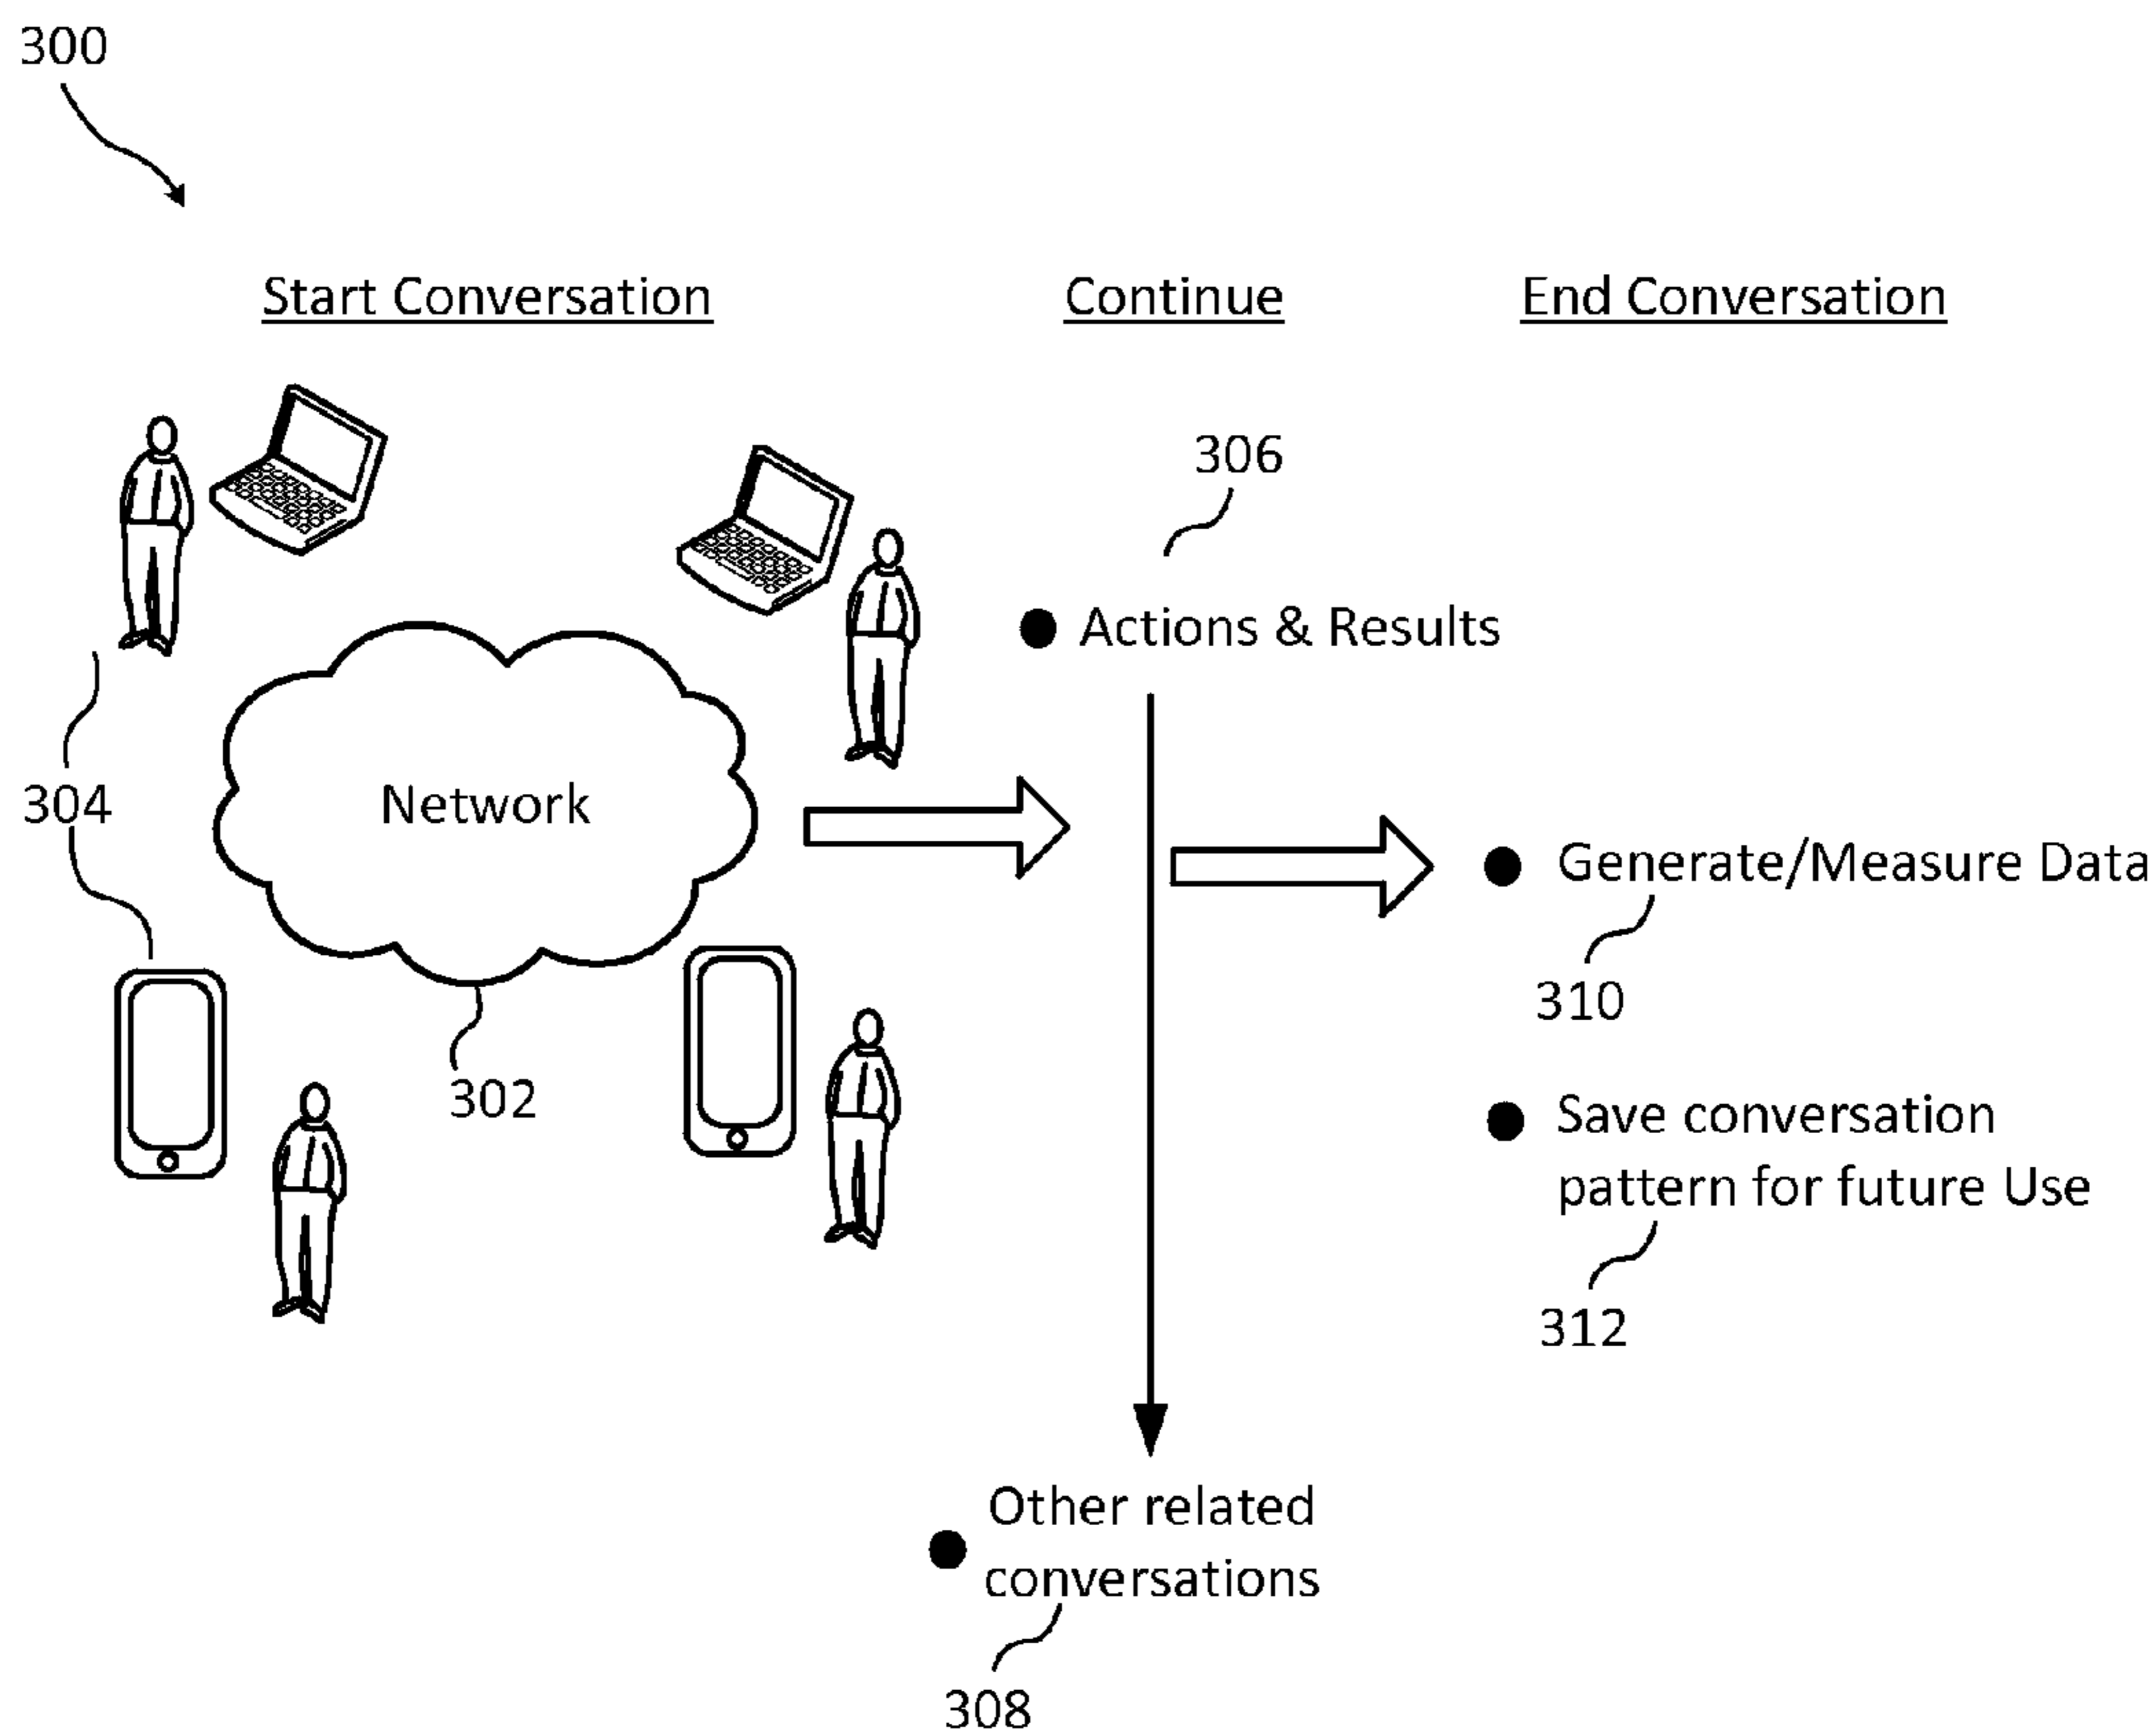 300
Start Conversation
Continue
End Conversation
306
Actions & Results
304
Network
Generate/Measure Data
310
302
Save conversation
pattern for future Use
312
Other related
conversations
308